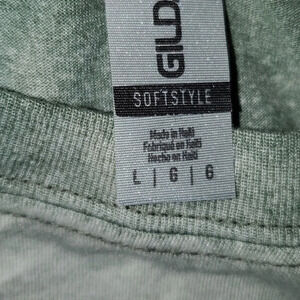 GILD
SOFTSTYLE
Made in Haiti
Fabriqué en Haïti
Hecho en Haití
L | G | G